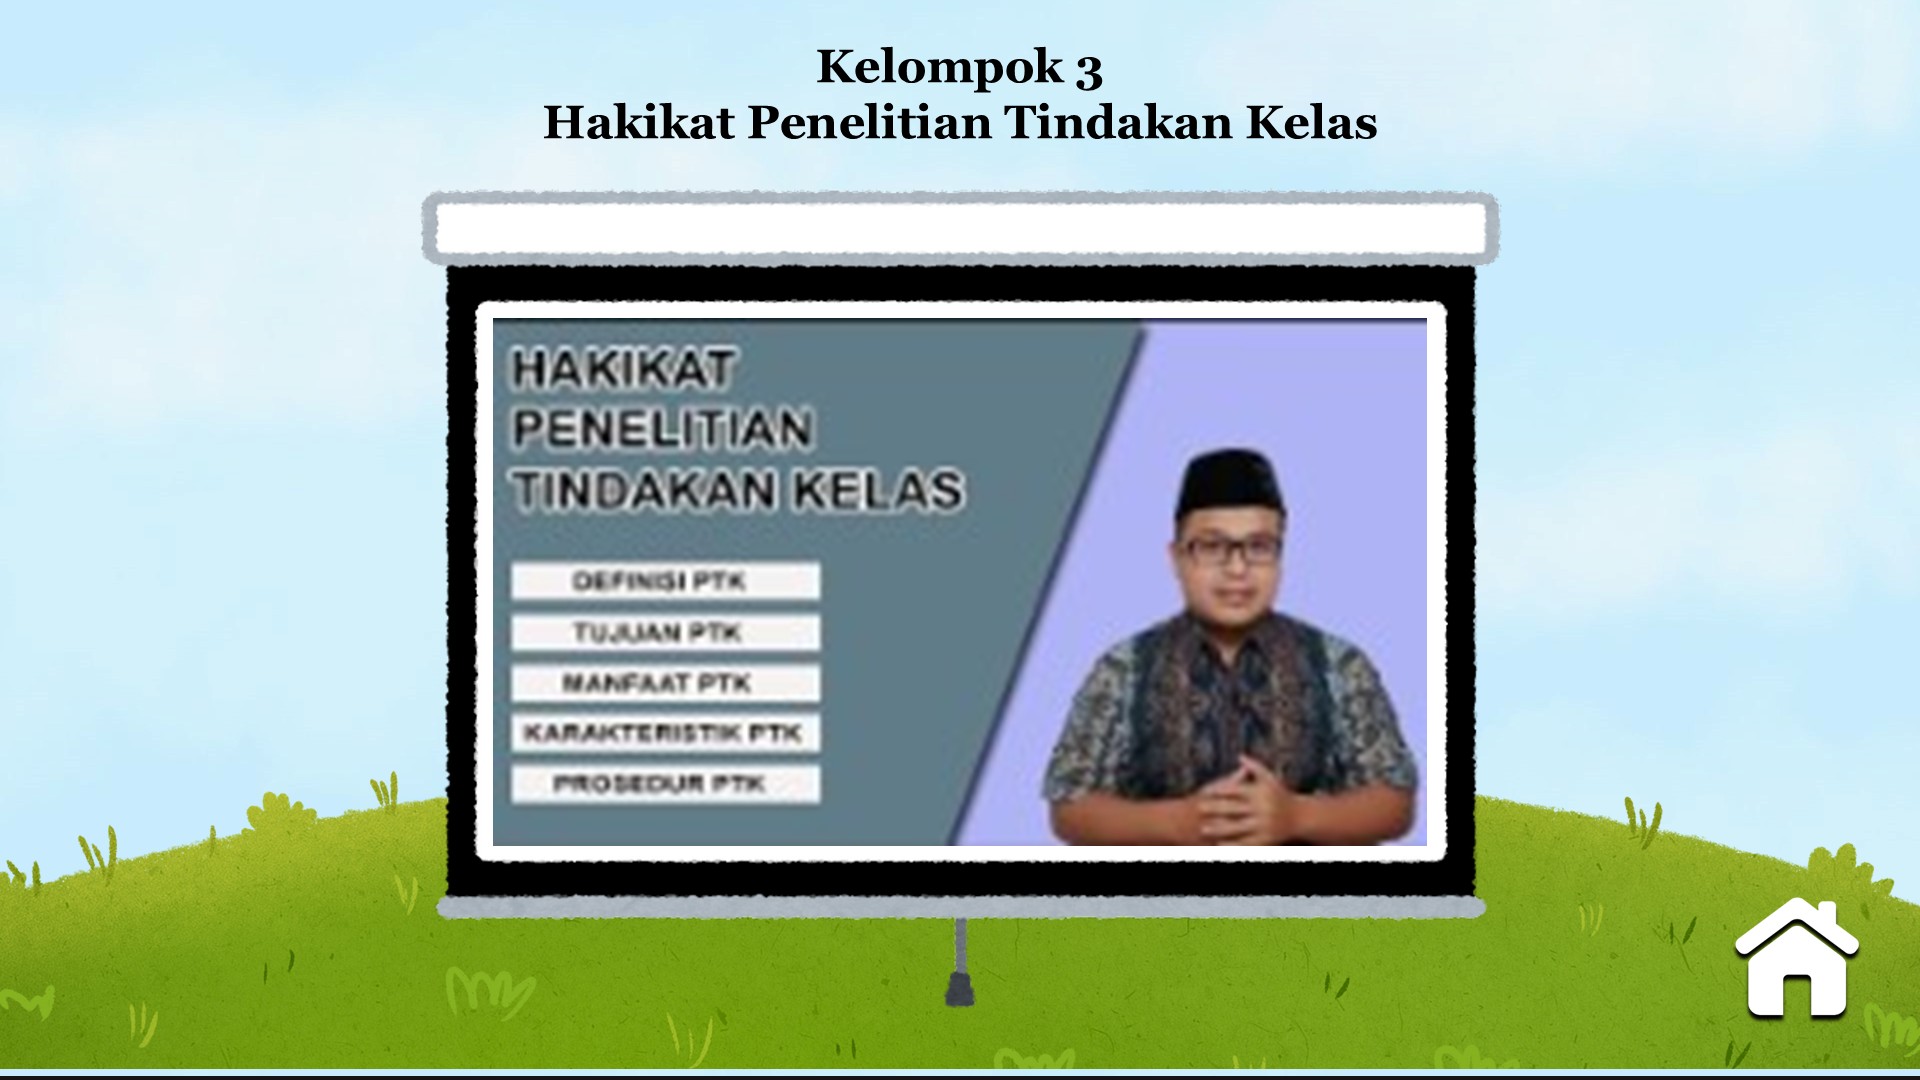 Kelompok 3
Hakikat Penelitian Tindakan Kelas
HAKIKAT
PENELITIAN
TINDAKAN KELAS
DEFINISI PTK
TUJUAN PTK
MANFAAT PTK
KARAKTERISTIK PTK
PROSEDUR PTK